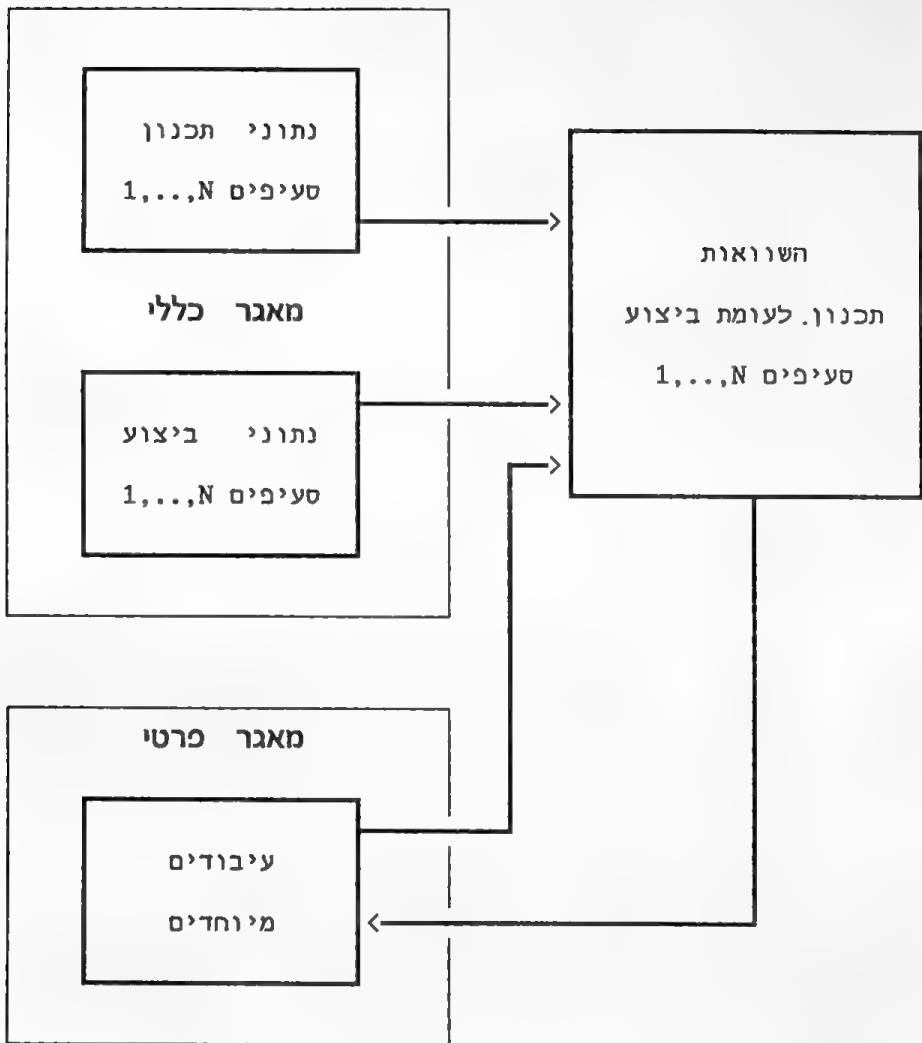 נתוני תכנון
סעיפים 1,..,N
מאגר כללי
נתוני ביצוע
סעיפים 1,..,N
השוואות
תכנון. לעומת ביצוע
סעיפים 1,..,N
מאגר פרטי
עיבודים
מיוחדים